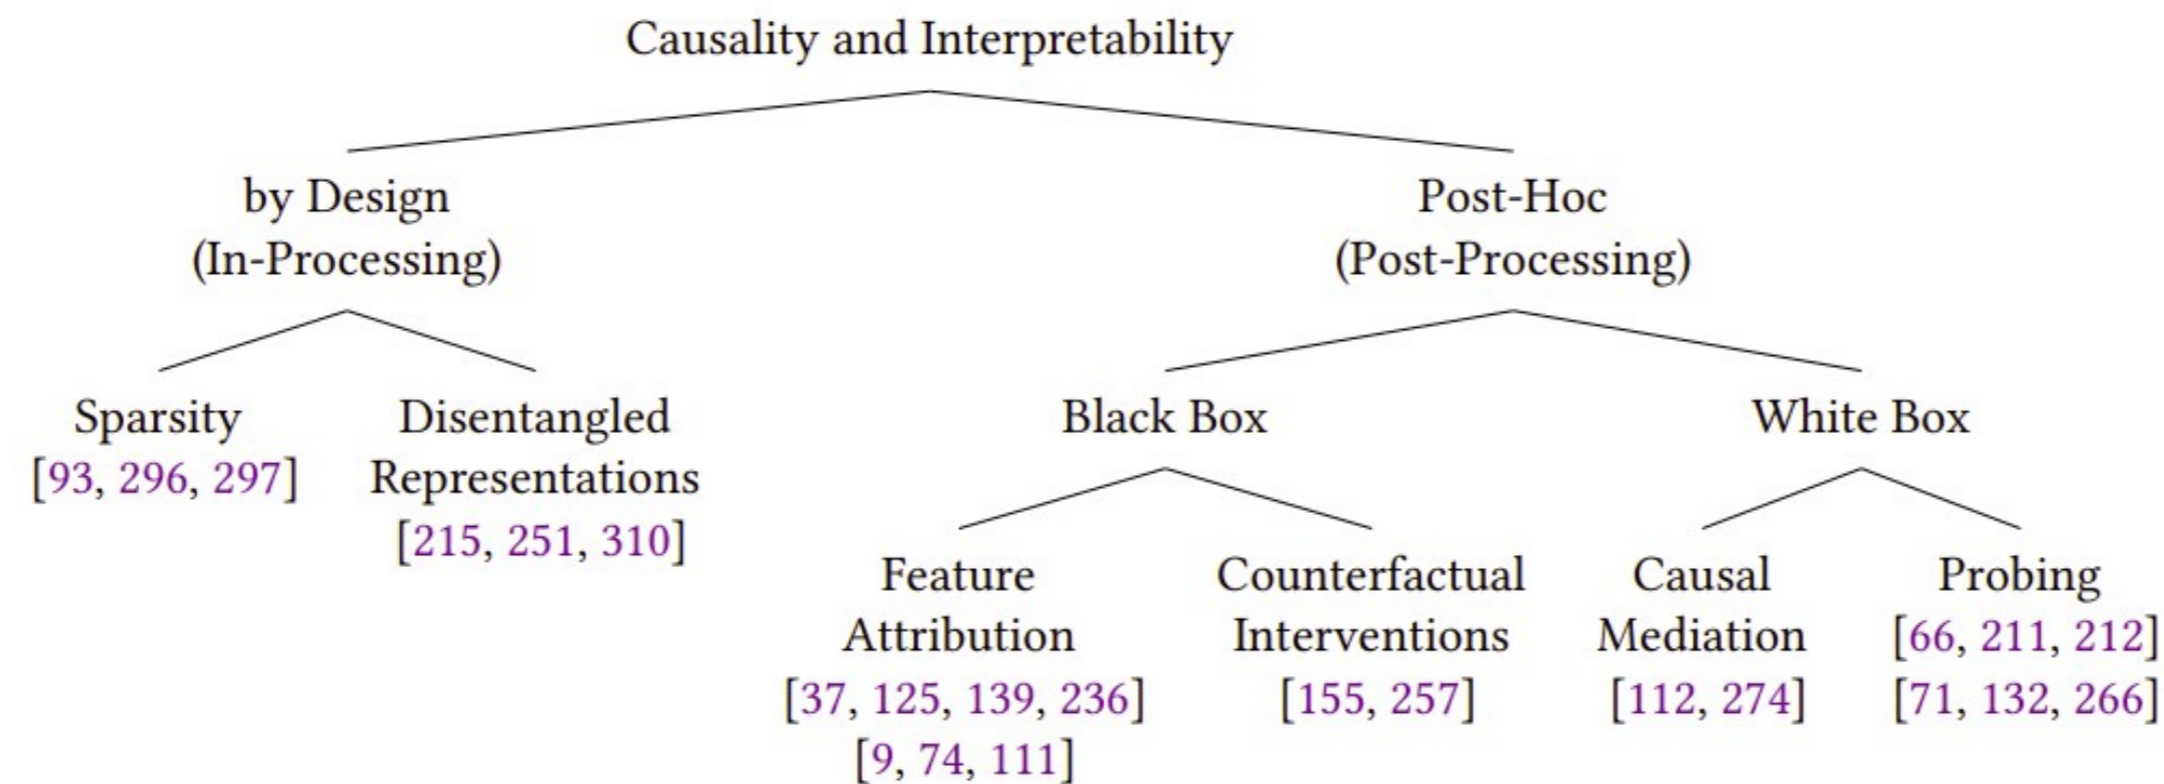 Causality and Interpretability
by Design
(In-Processing)
Post-Hoc
(Post-Processing)
Sparsity
[93, 296, 297]
Disentangled
Representations
[215, 251, 310]
Black Box
White Box
Feature
Attribution
[37, 125, 139, 236]
[9, 74, 111]
Counterfactual
Interventions
[155, 257]
Causal
Mediation
[112, 274]
Probing
[66, 211, 212]
[71, 132, 266]